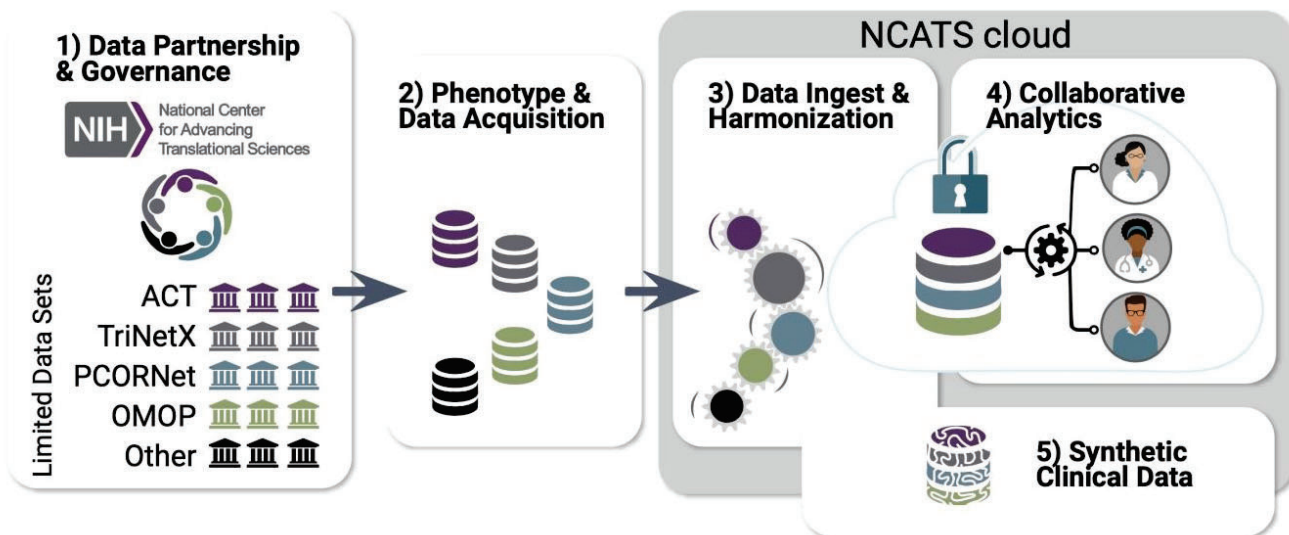 1) Data Partnership
& Governance
NIH
National Center
for Advancing
Translational Sciences
Limited Data Sets
ACT
TriNetX
PCORNet
OMOP
Other
2) Phenotype &
Data Acquisition
NCATS cloud
3) Data Ingest &
Harmonization
4) Collaborative
Analytics
5) Synthetic
Clinical Data